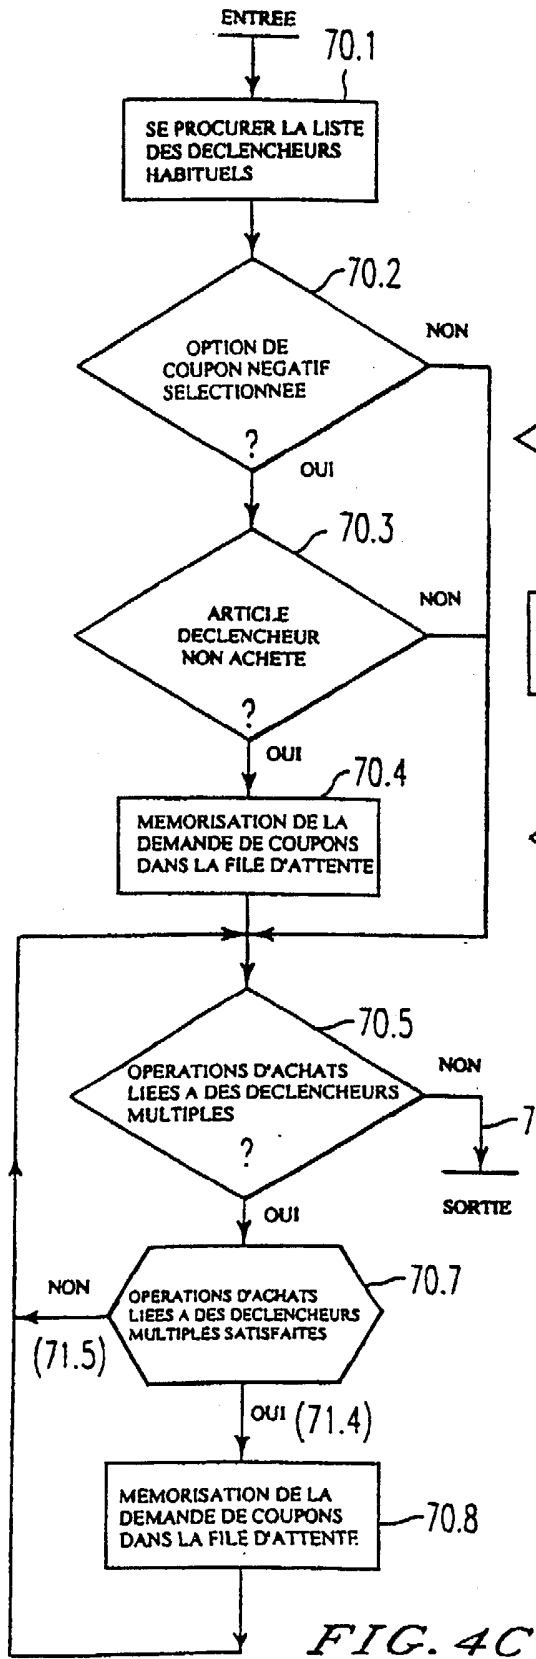 ENTREE
70.1
SE PROCURER LA LISTE
DES DECLENCHEURS
HABITUELS
70.2
OPTION DE
COUPON NEGATIF
SELECTIONNEE
?
NON
OUI
70.3
ARTICLE
DECLENCHEUR
NON ACHETE
?
NON
OUI
70.4
MEMORISATION DE LA
DEMANDE DE COUPONS
DANS LA FILE D'ATTENTE
70.5
OPERATIONS D'ACHATS
LIEES A DES DECLENCHEURS
MULTIPLES
?
NON
7
SORTIE
OUI
70.7
OPERATIONS D'ACHATS
LIEES A DES DECLENCHEURS
MULTIPLES SATISFAITES
NON
(71.5)
OUI (71.4)
MEMORISATION DE LA
DEMANDE DE COUPONS
DANS LA FILE D'ATTENTE
70.8
FIG. 4C